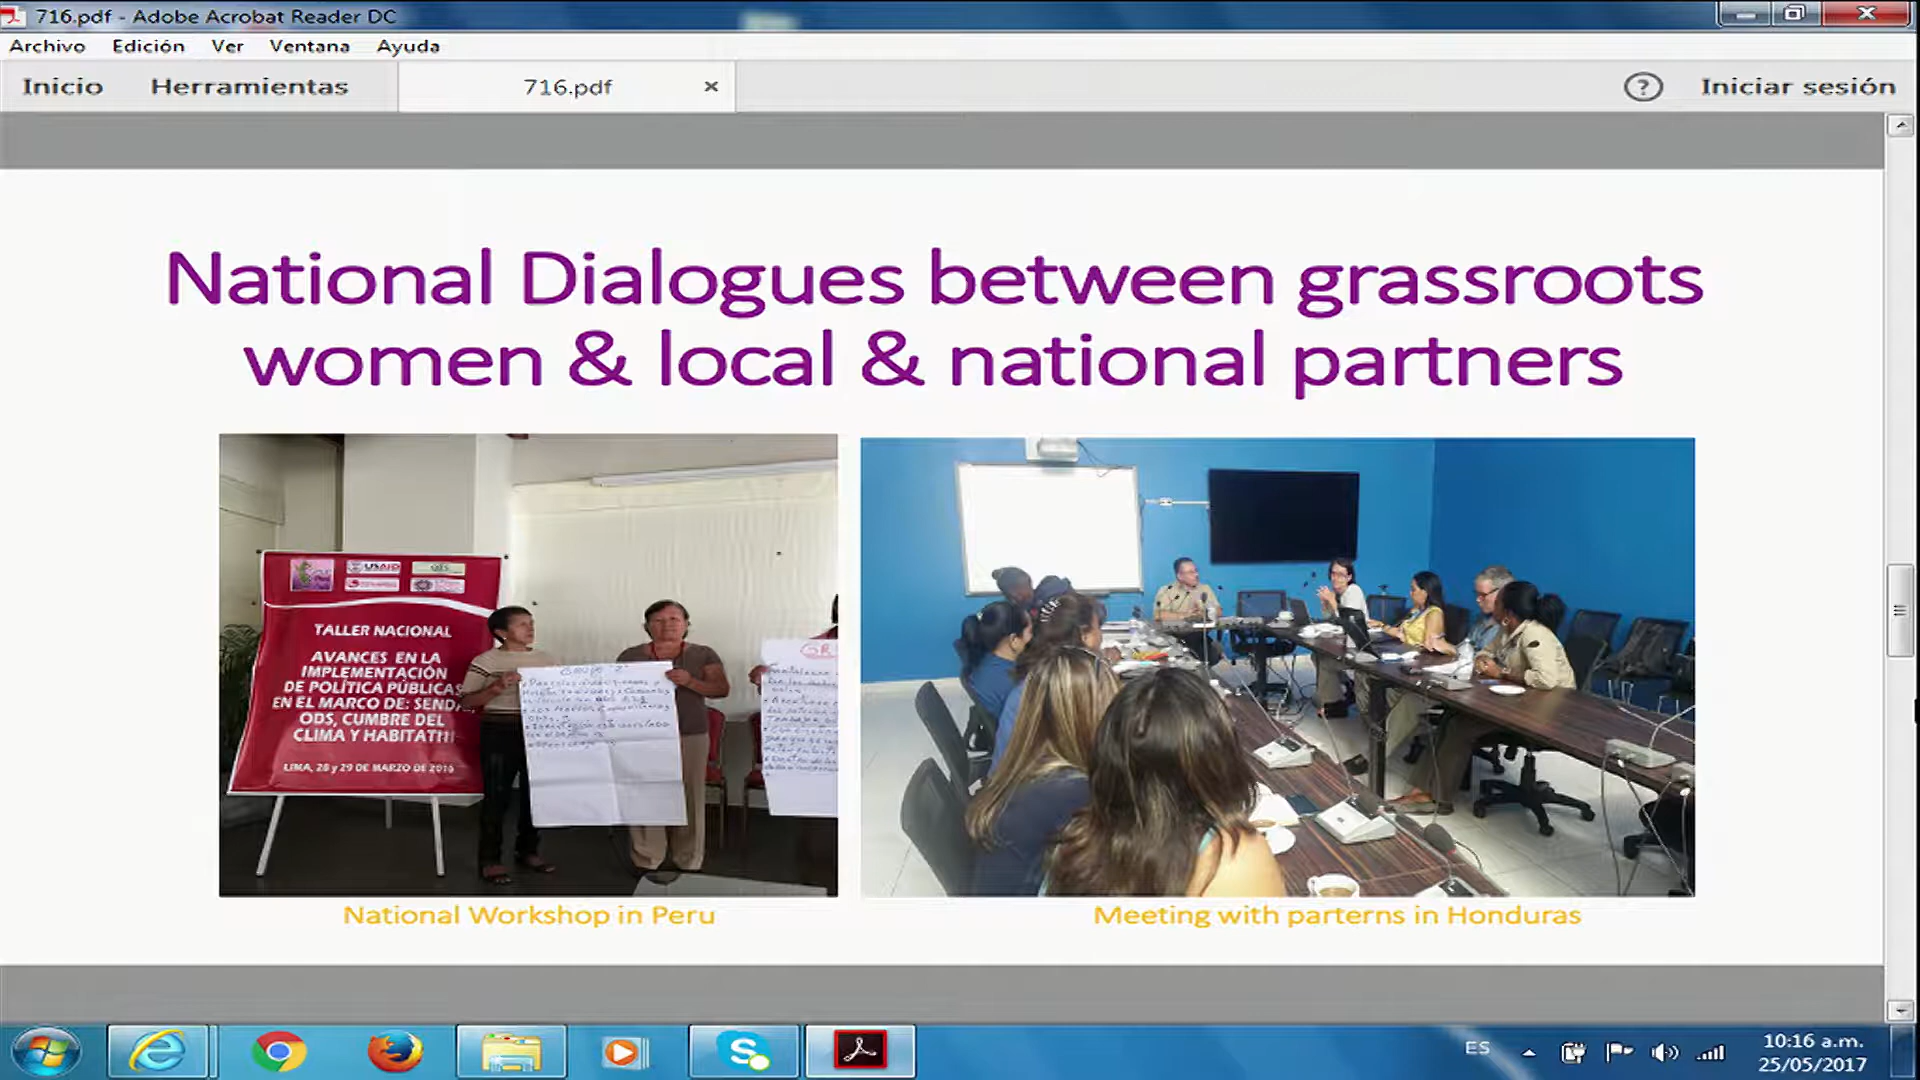 716.pdf - Adobe Acrobat Reader DC
Archivo Edición Ver Ventana Ayuda
Inicio Herramientas 716.pdf × ? Iniciar sesión
National Dialogues between grassroots
women & local & national partners
USAID
TALLER NACIONAL
AVANCES EN LA
IMPLEMENTACIÓN
DE POLÍTICA PÚBLICAS
EN EL MARCO DE: SENDAI,
ODS, CUMBRE DEL
CLIMA Y HABITAT III
LIMA, 28 y 29 DE MARZO DE 2016
National Workshop in Peru
Meeting with parterns in Honduras
ES
10:16 a.m.
25/05/2017